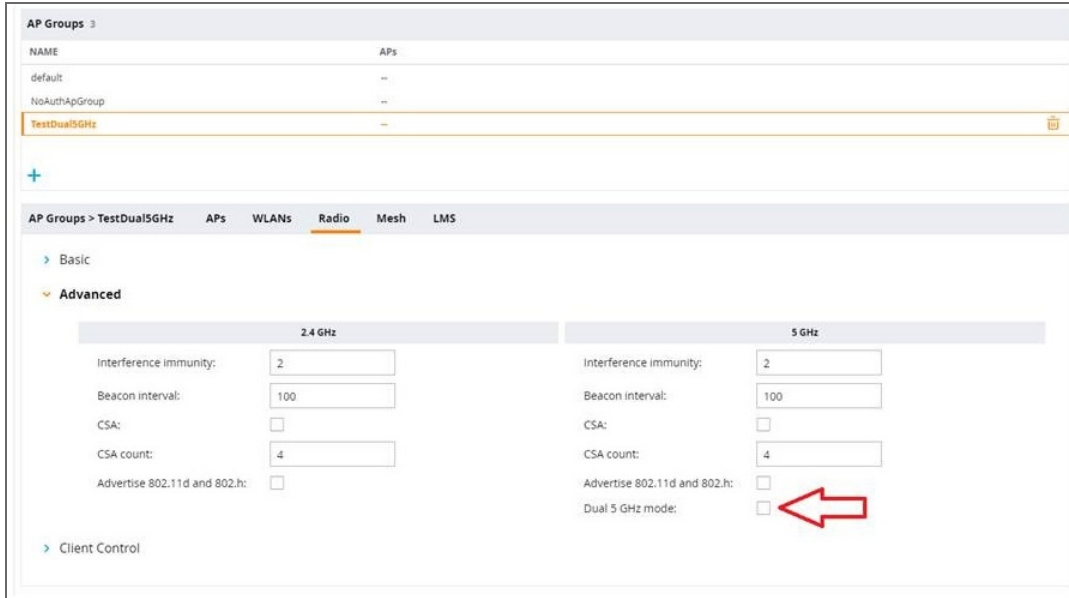 AP Groups 3
NAME APs
default --
NoAuthApGroup --
TestDual5GHz --
+
AP Groups > TestDual5GHz APs WLANs Radio Mesh LMS
> Basic
Advanced
2.4 GHz 5 GHz
Interference immunity: 2 Interference immunity: 2
Beacon interval: 100 Beacon interval: 100
CSA: CSA:
CSA count: 4 CSA count: 4
Advertise 802.11d and 802.h: Advertise 802.11d and 802.h:
Dual 5 GHz mode:
> Client Control